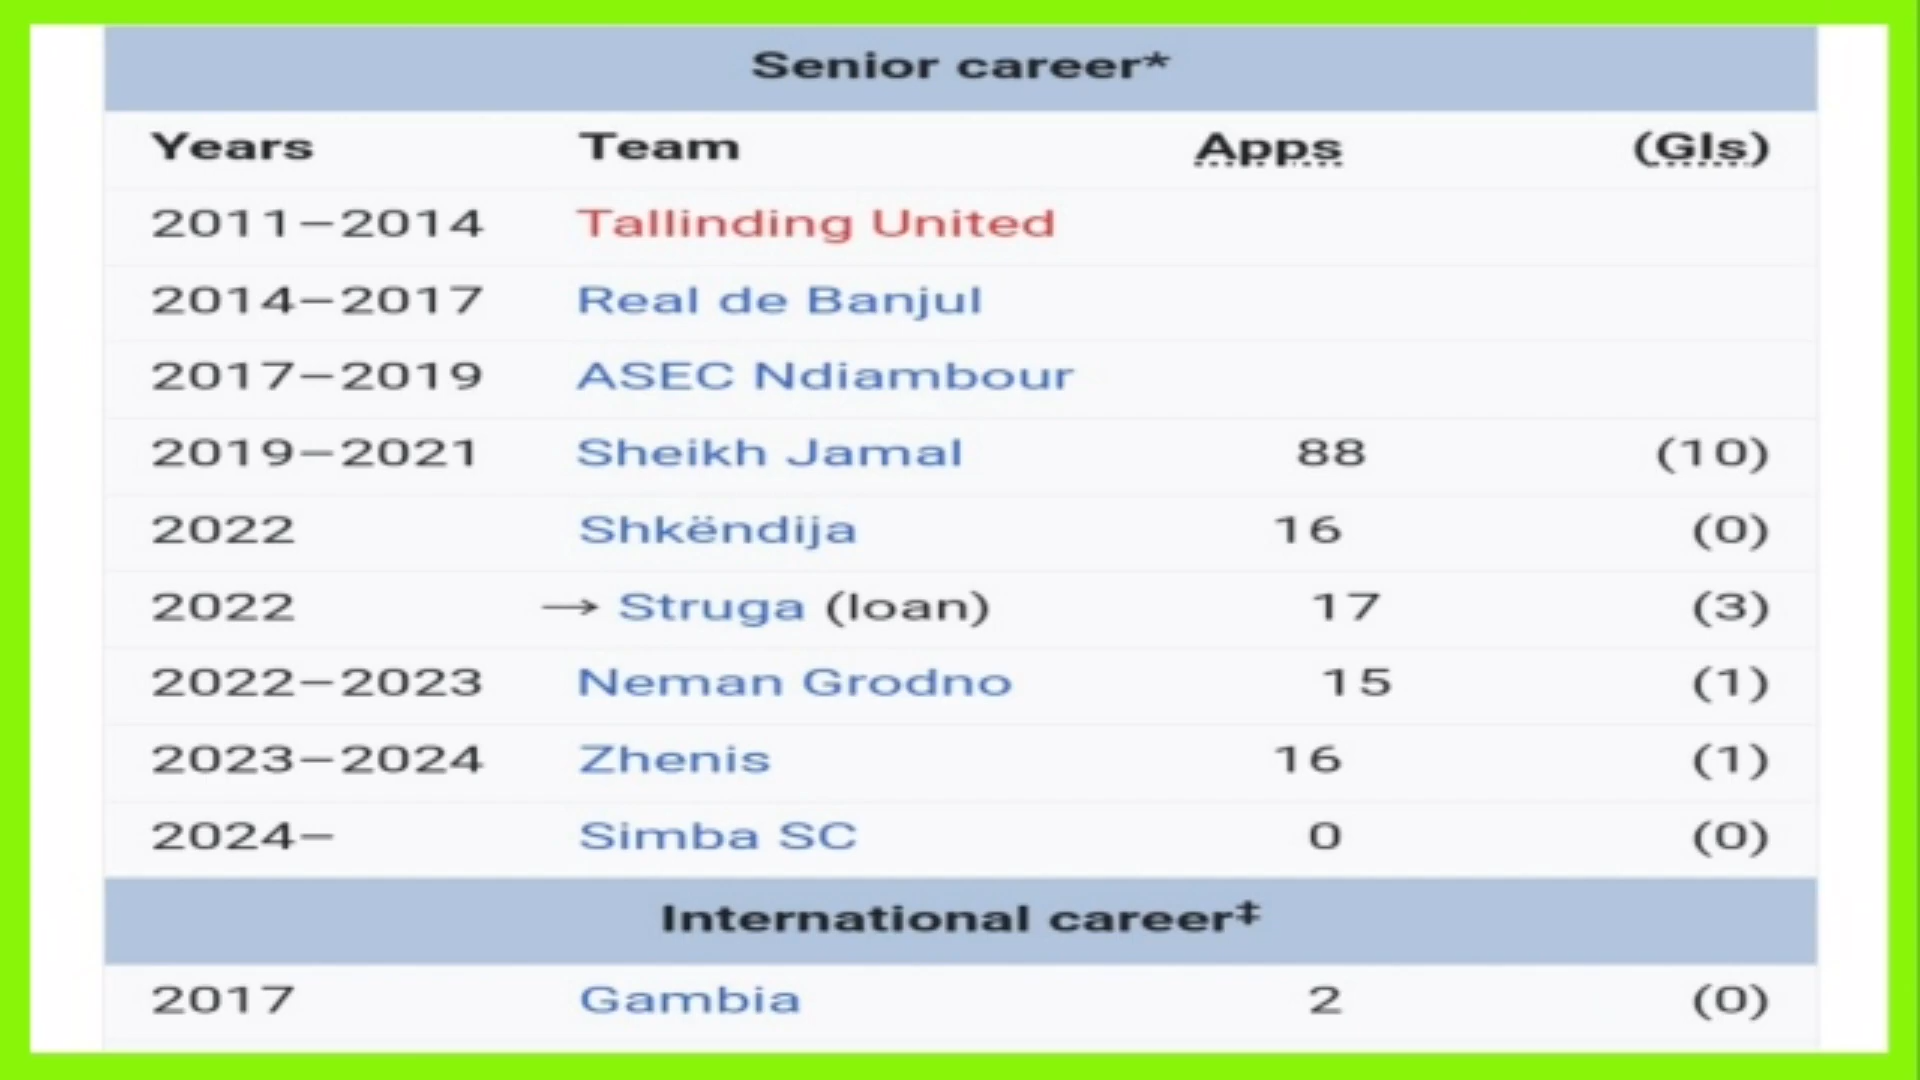 Senior career*
Years Team Apps (Gls)
2011–2014 Tallinding United
2014–2017 Real de Banjul
2017–2019 ASEC Ndiambour
2019–2021 Sheikh Jamal 88 (10)
2022 Shkëndija 16 (0)
2022 → Struga (loan) 17 (3)
2022–2023 Neman Grodno 15 (1)
2023–2024 Zhenis 16 (1)
2024– Simba SC 0 (0)
International career‡
2017 Gambia 2 (0)